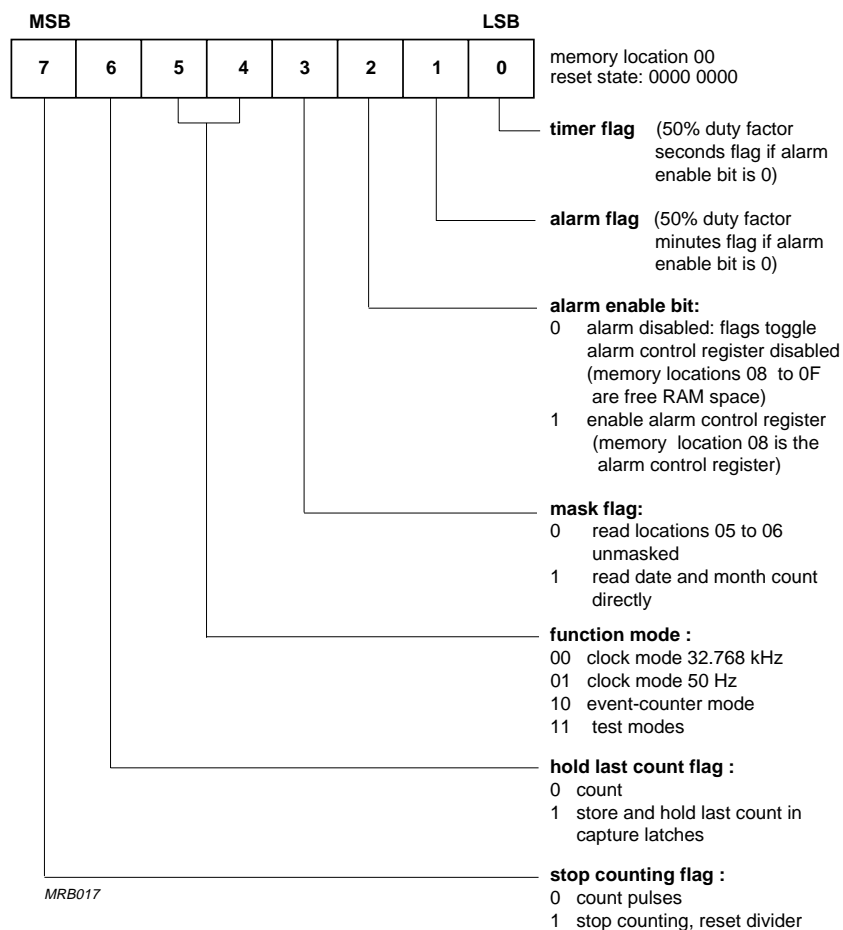 MSB LSB
7 6 5 4 3 2 1 0
memory location 00
reset state: 0000 0000
timer flag (50% duty factor
seconds flag if alarm
enable bit is 0)
alarm flag (50% duty factor
minutes flag if alarm
enable bit is 0)
alarm enable bit:
0 alarm disabled: flags toggle
alarm control register disabled
(memory locations 08 to 0F
are free RAM space)
1 enable alarm control register
(memory location 08 is the
alarm control register)
mask flag:
0 read locations 05 to 06
unmasked
1 read date and month count
directly
function mode :
00 clock mode 32.768 kHz
01 clock mode 50 Hz
10 event-counter mode
11 test modes
hold last count flag :
0 count
1 store and hold last count in
capture latches
stop counting flag :
0 count pulses
1 stop counting, reset divider
MRB017